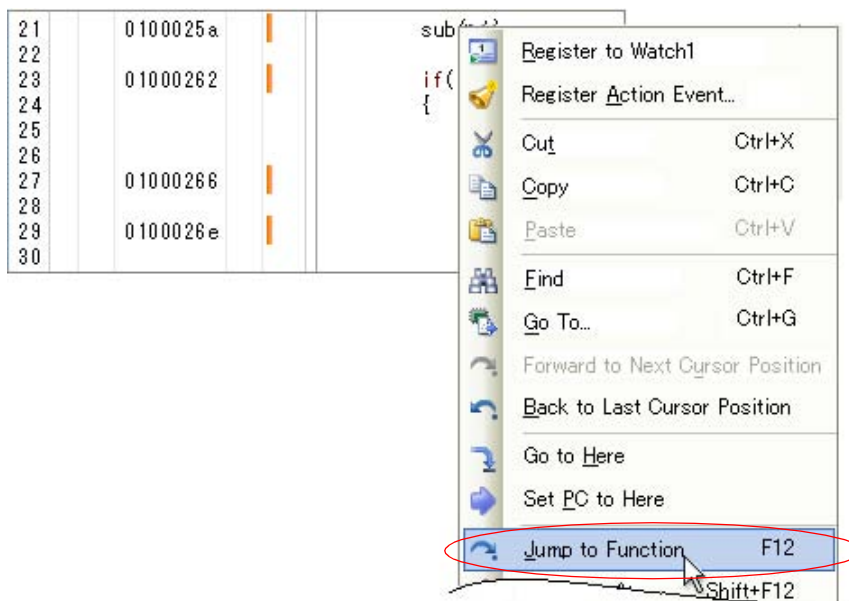 21 0100025a sub(
22
23 01000262 if(
24 {
25
26
27 01000266
28
29 0100026e
30
Register to Watch1
Register Action Event...
Cut Ctrl+X
Copy Ctrl+C
Paste Ctrl+V
Find Ctrl+F
Go To... Ctrl+G
Forward to Next Cursor Position
Back to Last Cursor Position
Go to Here
Set PC to Here
Jump to Function F12
Shift+F12